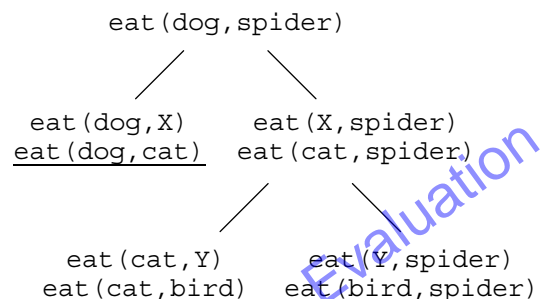 eat(dog,spider)
eat(dog,X) eat(X,spider)
eat(dog,cat) eat(cat,spider)
eat(cat,Y) eat(Y,spider)
eat(cat,bird) eat(bird,spider)
Evaluation